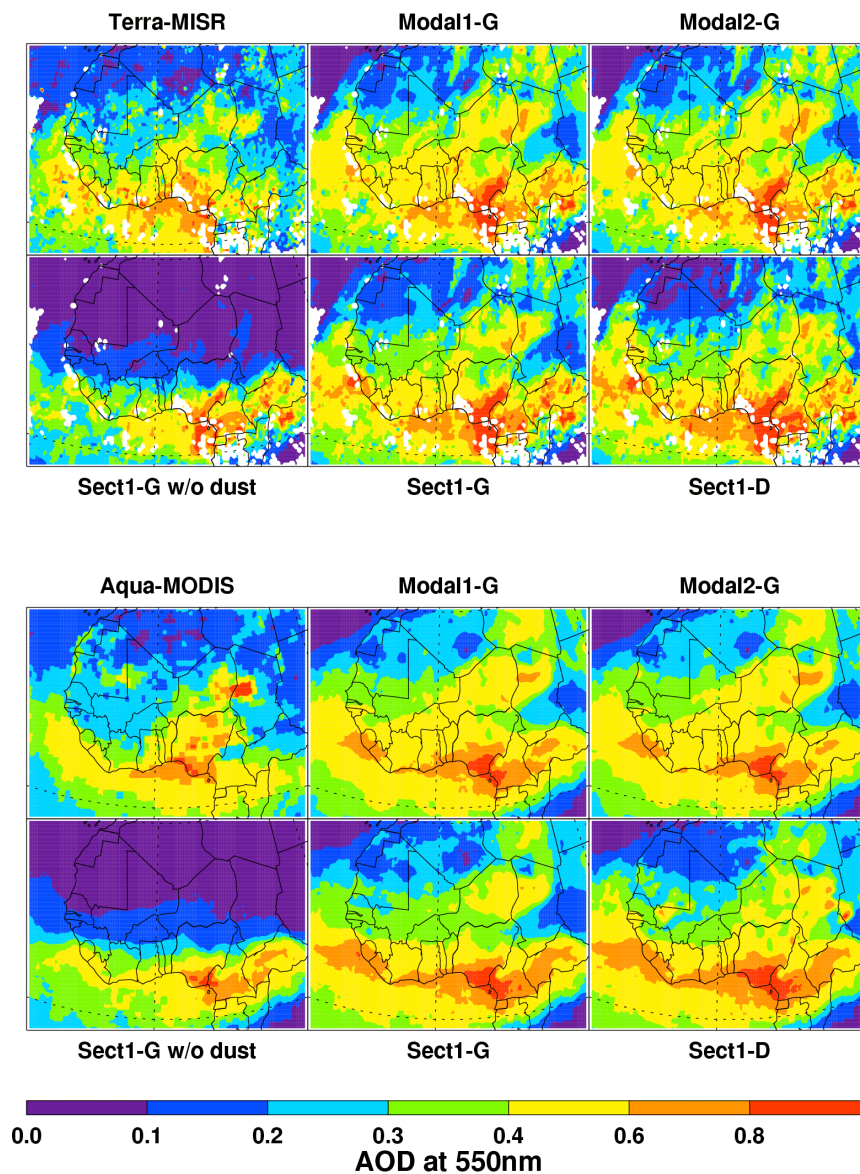 Terra-MISR Modal1-G Modal2-G
Sect1-G w/o dust Sect1-G Sect1-D
Aqua-MODIS Modal1-G Modal2-G
Sect1-G w/o dust Sect1-G Sect1-D
0.0 0.1 0.2 0.3 0.4 0.6 0.8
AOD at 550nm